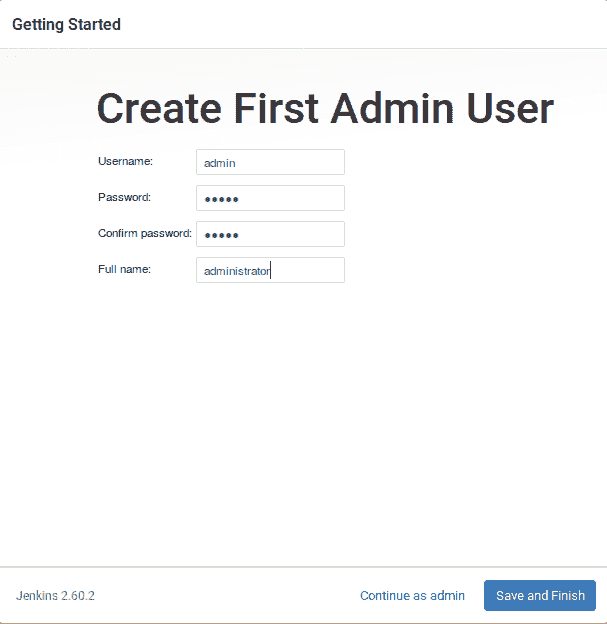 Getting Started
Create First Admin User
Username: admin
Password: •••••
Confirm password: •••••
Full name: administrator
Jenkins 2.60.2 Continue as admin Save and Finish